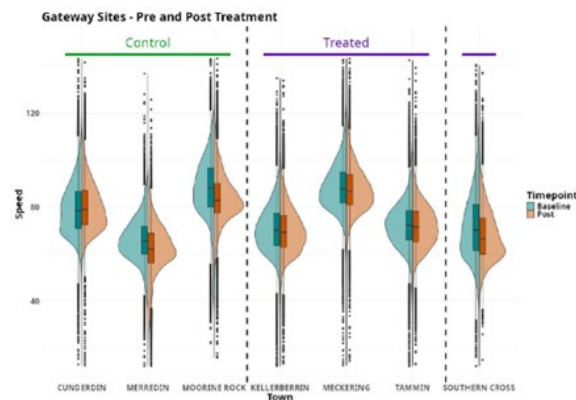 Gateway Sites - Pre and Post Treatment
Control
Treated
120
80
40
Speed
Timepoint
Baseline
Post
CUNDERDIN MERREDIN MOORINE ROCK KELLERBERRIN MECKERING TAMMIN SOUTHERN CROSS
Town